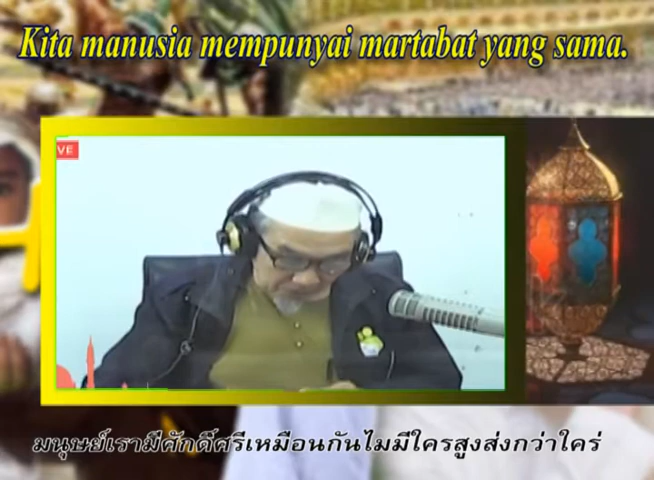 Kita manusia mempunyai martabat yang sama.
VE
มนุษย์เรามีศักดิ์ศรีเหมือนกันไมมีใครสูงส่งกว่าใคร่